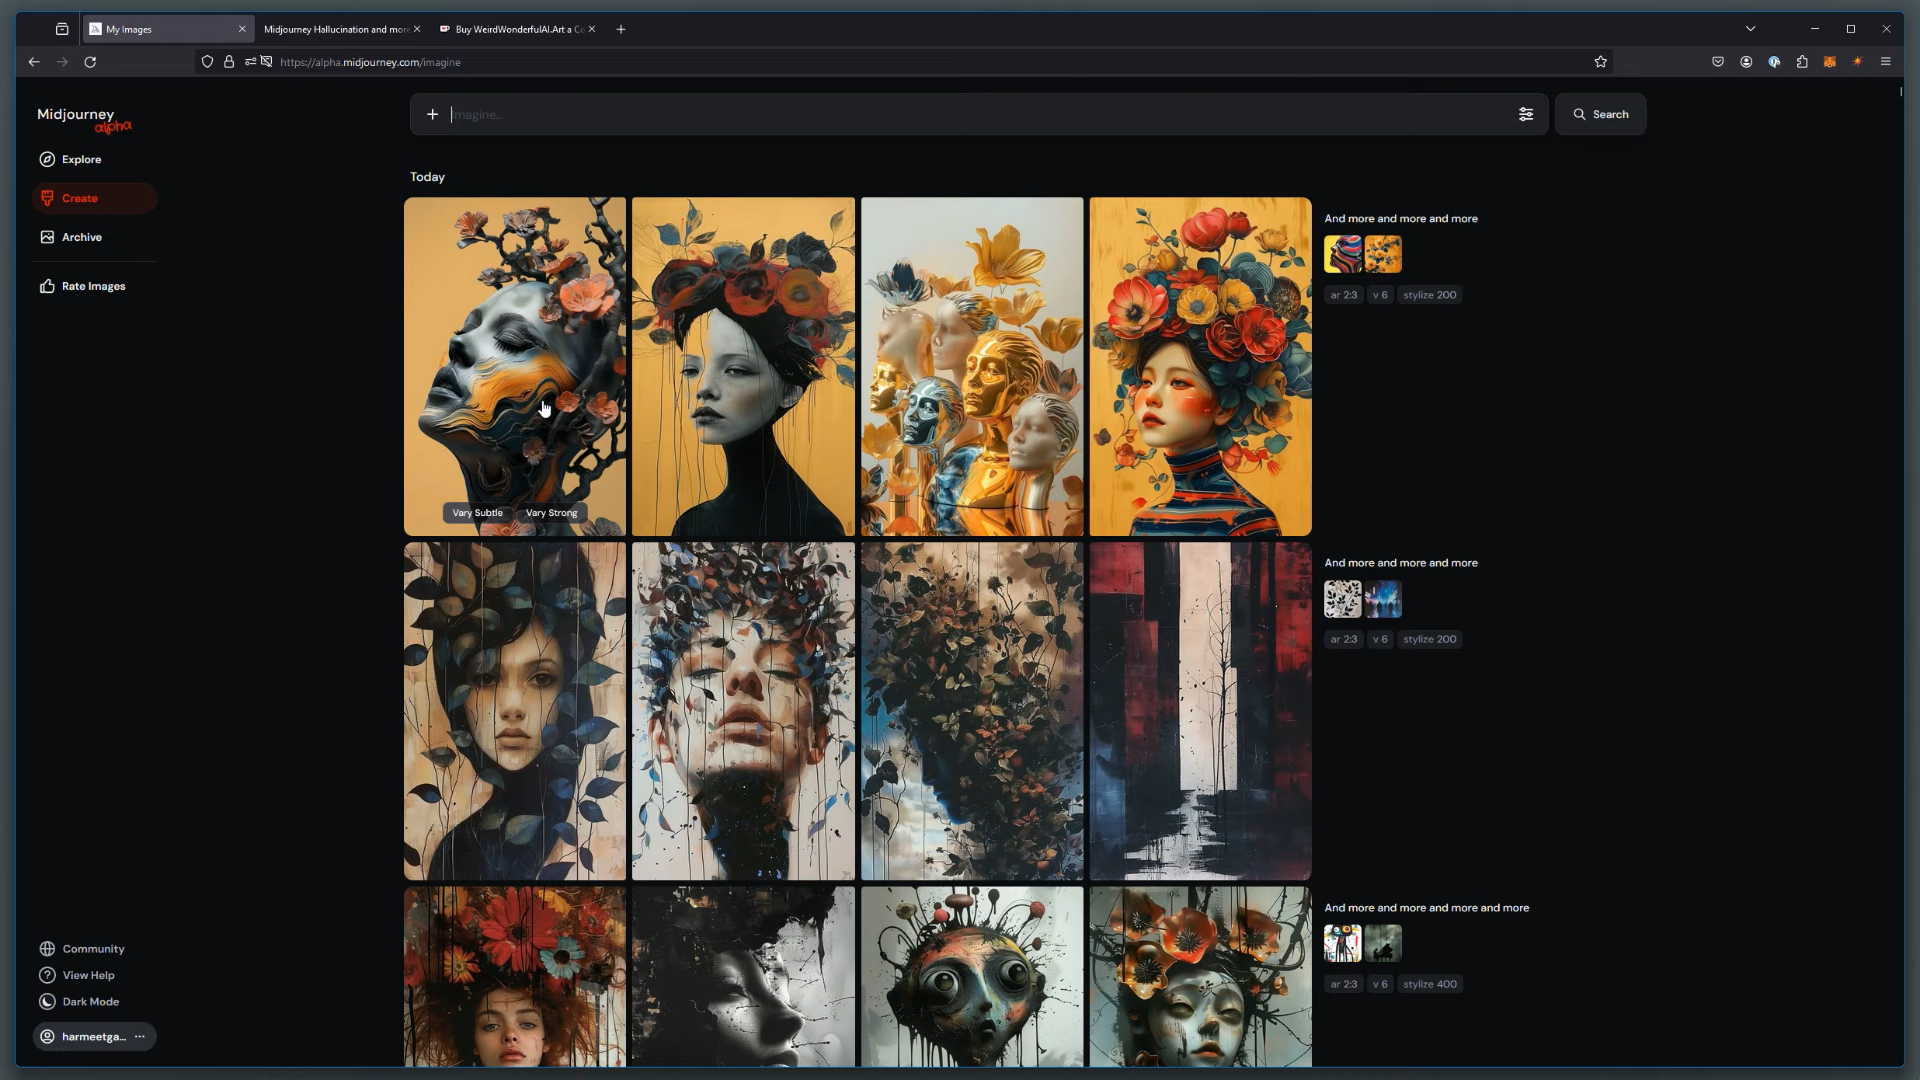 My Images
Midjourney Hallucination and more
Buy WeirdWonderfulAI.Art a Co
https://alpha.midjourney.com/imagine
Midjourney
alpha
Imagine...
Search
Explore
Create
Archive
Rate Images
Today
And more and more and more
ar 2:3 v 6 stylize 200
Vary Subtle Vary Strong
And more and more and more
ar 2:3 v 6 stylize 200
And more and more and more and more
ar 2:3 v 6 stylize 400
Community
View Help
Dark Mode
harmeetga...